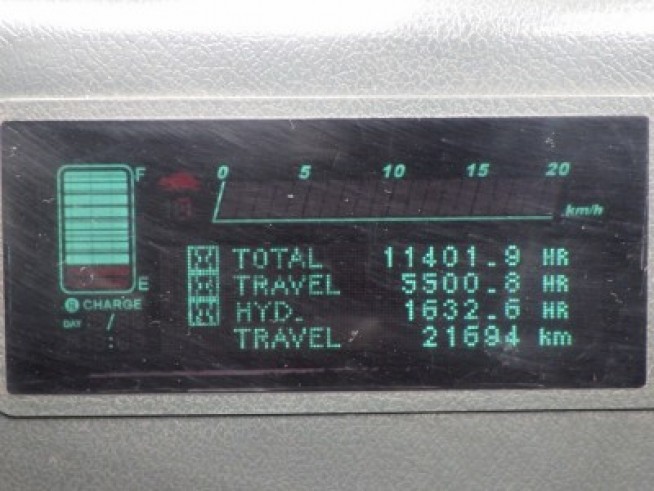 F
0 5 10 15 20
km/h
E
CHARGE
DAY /
:
TOTAL 11401.9 HR
TRAVEL 5500.8 HR
HYD. 1632.6 HR
TRAVEL 21694 km